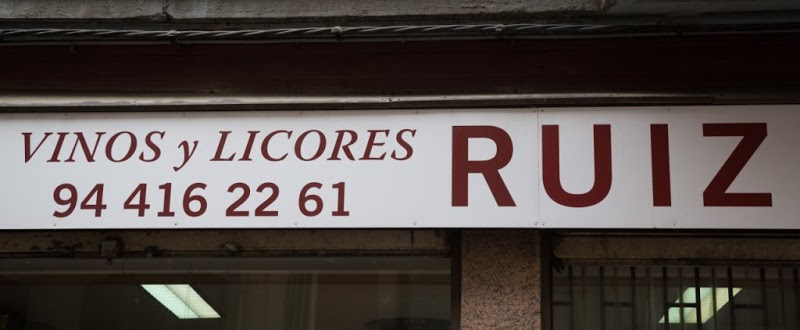 VINOS y LICORES RUIZ
94 416 22 61